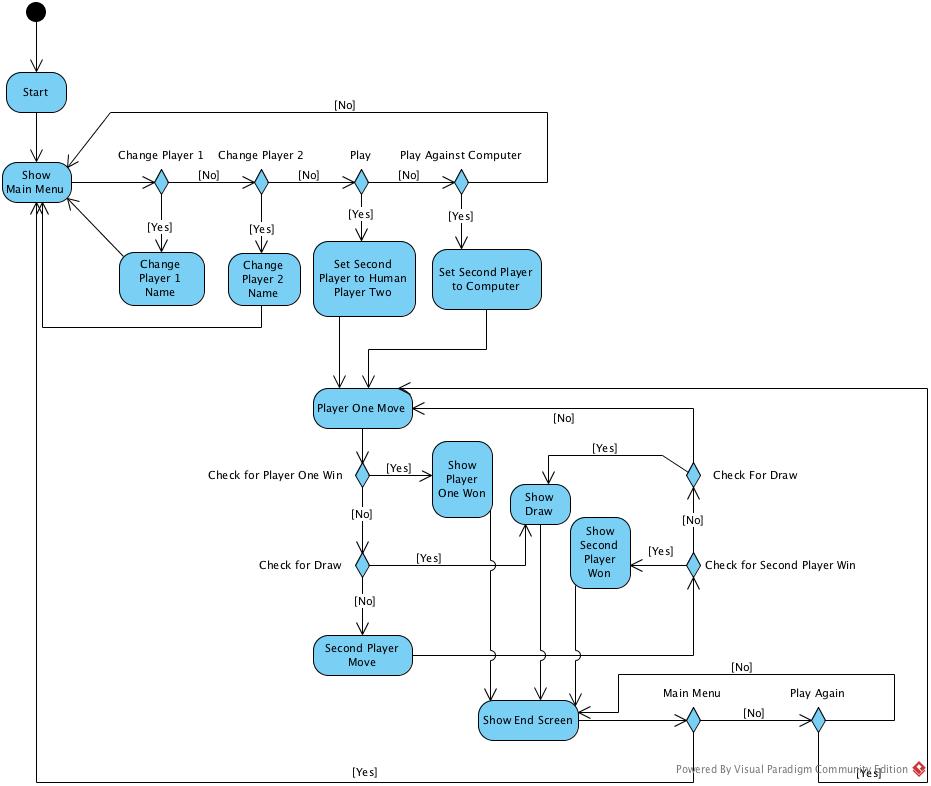 Start
[No]
Change Player 1
Change Player 2
Play
Play Against Computer
Show
Main Menu
[No]
[No]
[No]
[Yes]
[Yes]
[Yes]
[Yes]
Change
Player 1
Name
Change
Player 2
Name
Set Second
Player to Human
Player Two
Set Second Player
to Computer
Player One Move
[No]
Check for Player One Win
[Yes]
Show
Player
One Won
[Yes]
Check For Draw
Show
Draw
[No]
[No]
Show
Second
Player
Won
[Yes]
Check for Draw
[Yes]
Check for Second Player Win
[No]
Second Player
Move
[No]
Main Menu
Play Again
Show End Screen
[No]
[Yes]
[Yes]
Powered By Visual Paradigm Community Edition